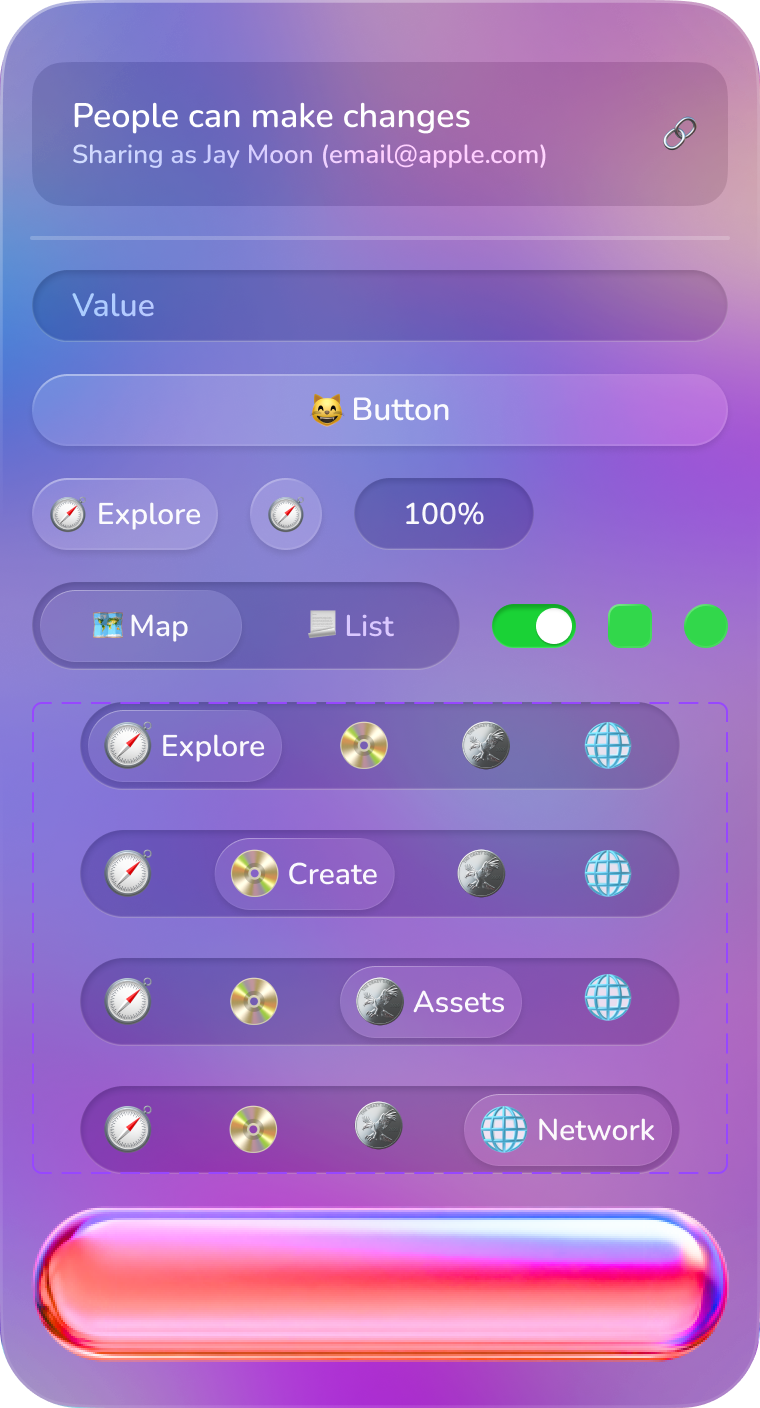 People can make changes
Sharing as Jay Moon (email@apple.com)
Value
Button
Explore
100%
Map
List
Explore
Create
Assets
Network